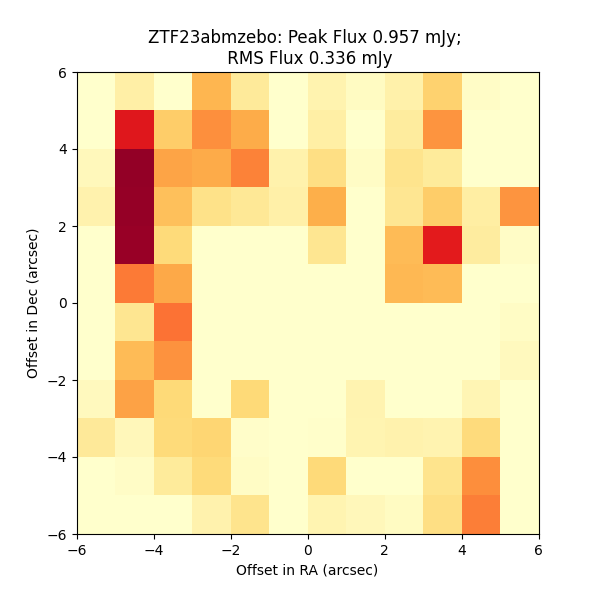 ZTF23abmzebo: Peak Flux 0.957 mJy;
RMS Flux 0.336 mJy
6
4
2
0
−2
−4
−6
Offset in Dec (arcsec)
−6 −4 −2 0 2 4 6
Offset in RA (arcsec)